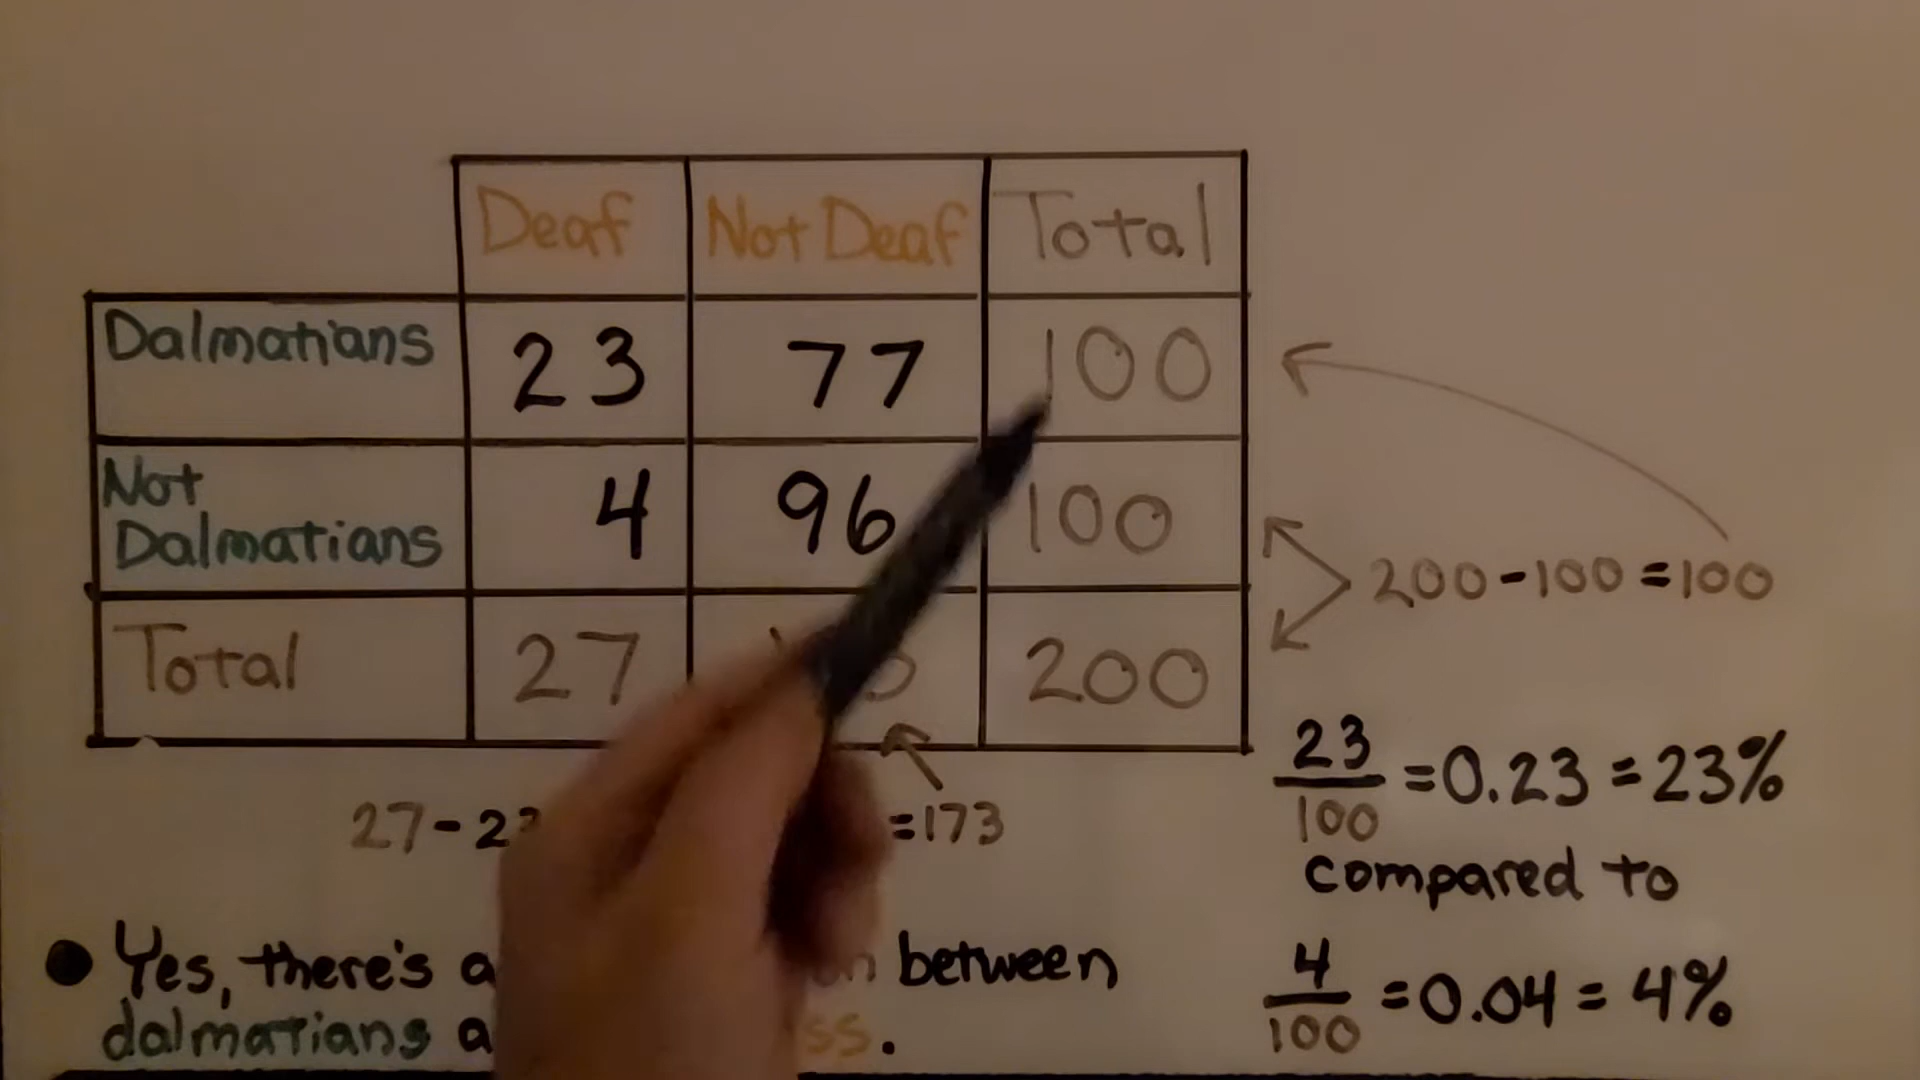 Deaf Not Deaf Total
Dalmatians 23 77 100
Not Dalmatians 4 96 100
Total 27 200
200-100=100
27- =173
23/100 =0.23=23%
compared to
4/100 =0.04=4%
Yes, there's between
dalmatians